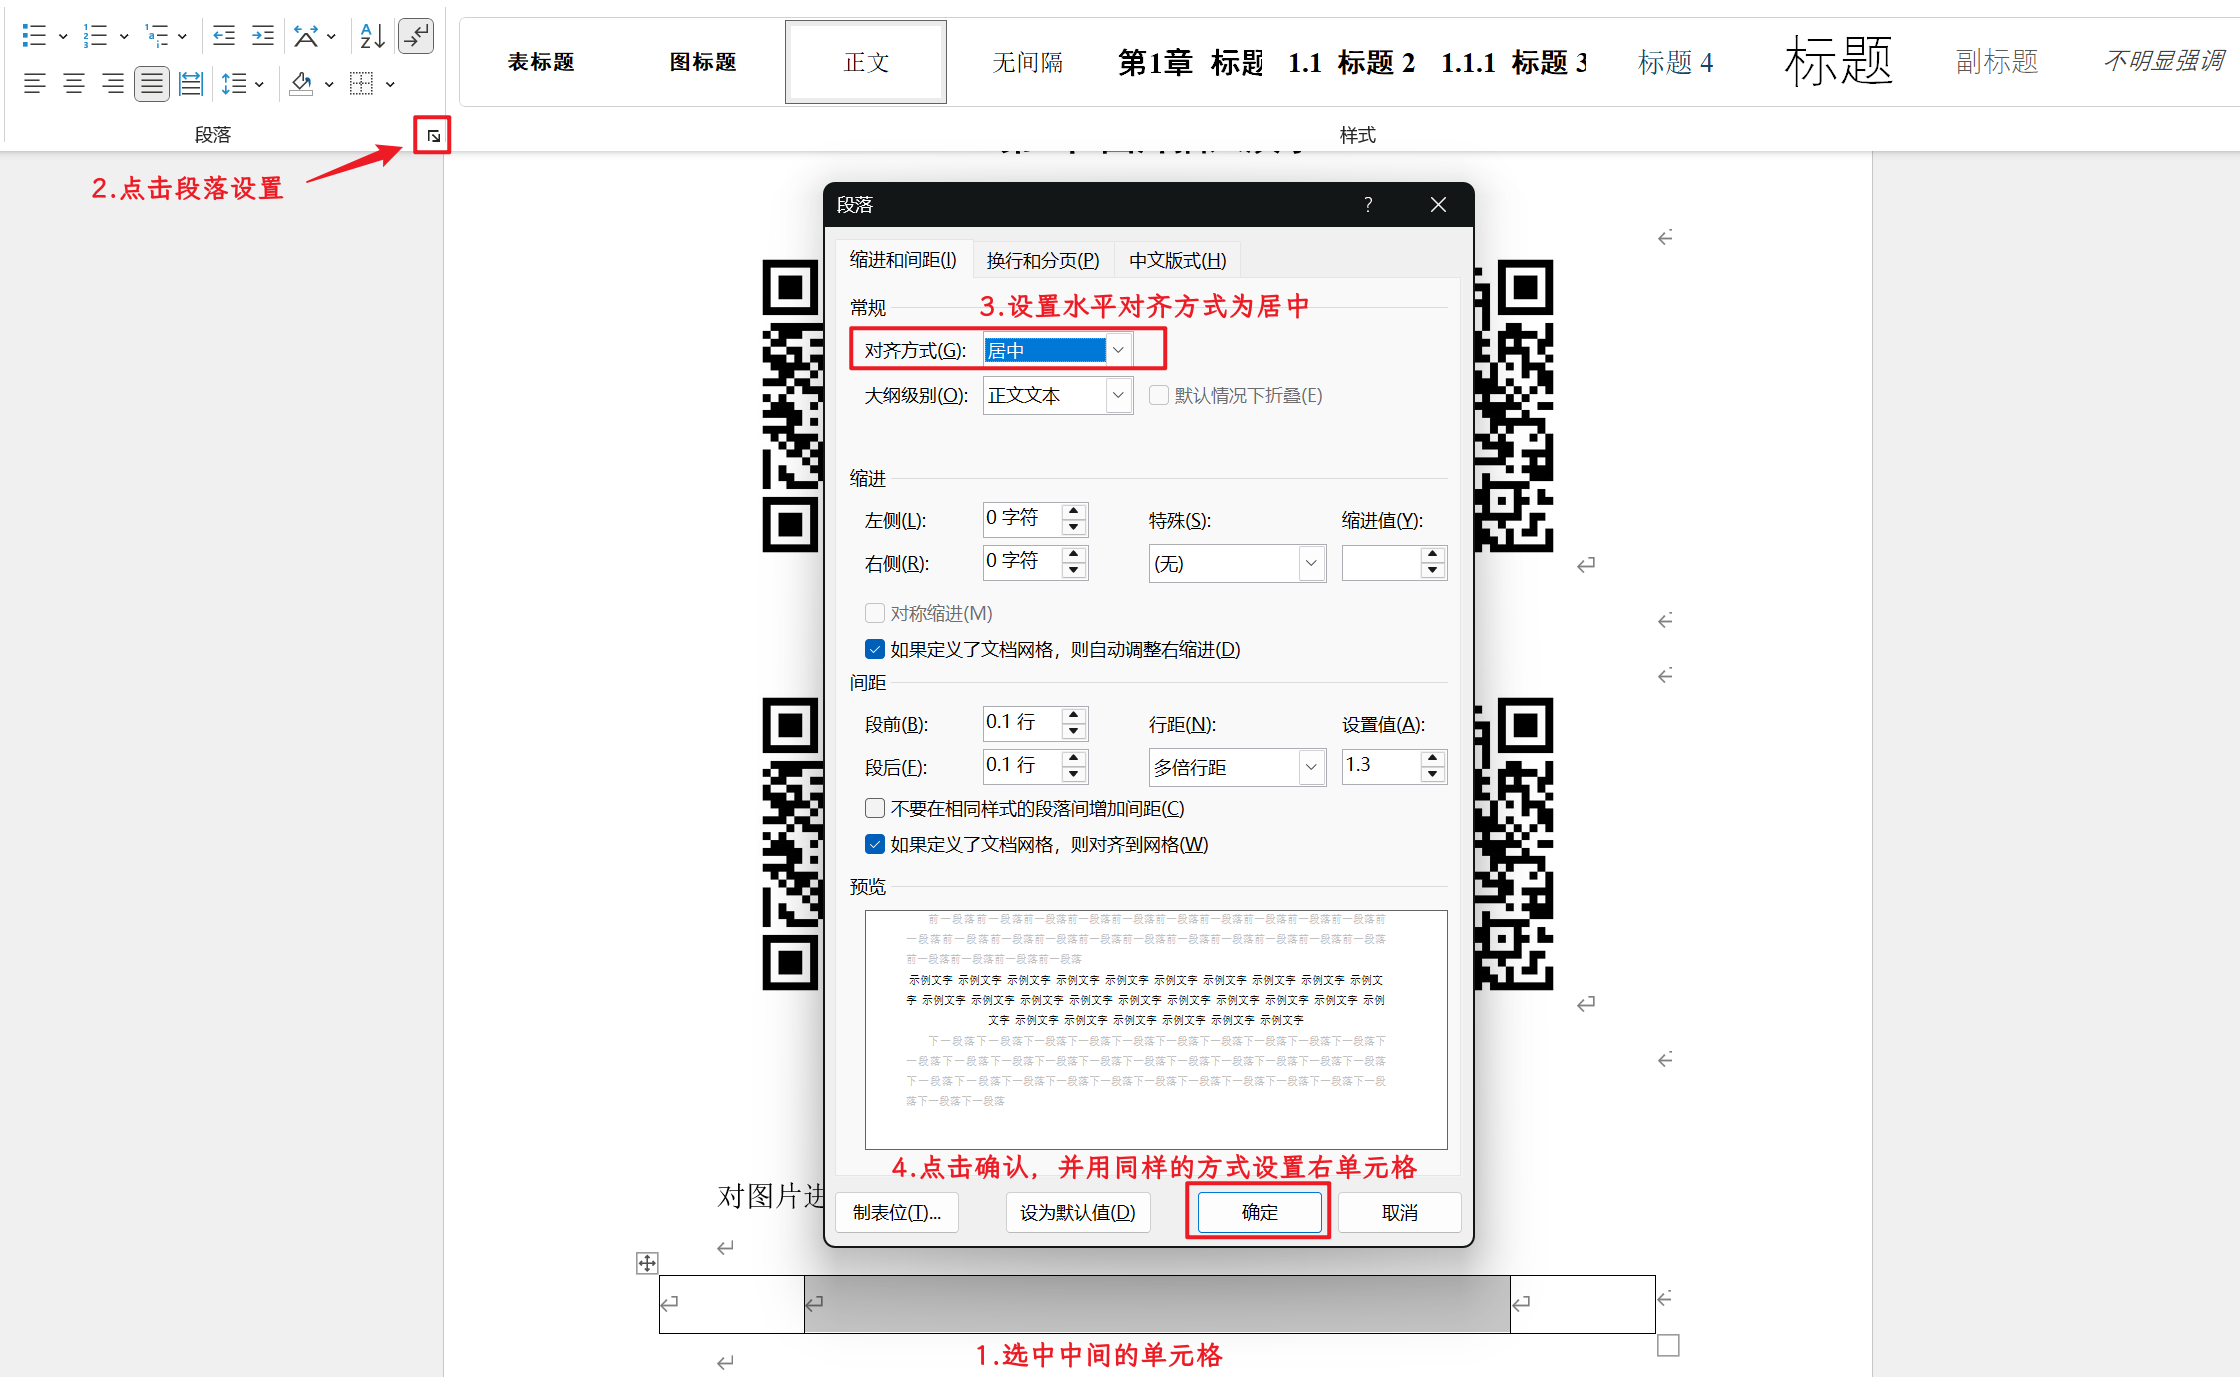 表标题
图标题
正文
无间隔
第1章 标题
1.1 标题 2
1.1.1 标题 3
标题 4
标题
副标题
不明显强调
段落
样式
2.点击段落设置
段落
缩进和间距(I)
换行和分页(P)
中文版式(H)
常规
3.设置水平对齐方式为居中
对齐方式(G):
居中
大纲级别(O):
正文文本
默认情况下折叠(E)
缩进
左侧(L):
0 字符
特殊(S):
缩进值(Y):
右侧(R):
0 字符
(无)
对称缩进(M)
如果定义了文档网格，则自动调整右缩进(D)
间距
段前(B):
0.1 行
行距(N):
设置值(A):
段后(F):
0.1 行
多倍行距
1.3
不要在相同样式的段落间增加间距(C)
如果定义了文档网格，则对齐到网格(W)
预览
前一段落前一段落前一段落前一段落前一段落前一段落前一段落前一段落前一段落前一段落前
一段落前一段落前一段落前一段落前一段落前一段落前一段落前一段落前一段落前一段落前一段落
前一段落前一段落前一段落前一段落
示例文字 示例文字 示例文字 示例文字 示例文字 示例文字 示例文字 示例文字 示例文字 示例文
字 示例文字 示例文字 示例文字 示例文字 示例文字 示例文字 示例文字 示例文字 示例文字 示例
文字 示例文字 示例文字 示例文字 示例文字 示例文字 示例文字
下一段落下一段落下一段落下一段落下一段落下一段落下一段落下一段落下一段落下一段落下
一段落下一段落下一段落下一段落下一段落下一段落下一段落下一段落下一段落下一段落下一段落
下一段落下一段落下一段落下一段落下一段落下一段落下一段落下一段落下一段落下一段落下一段
落下一段落下一段落
4.点击确认，并用同样的方式设置右单元格
对图片进
制表位(T)...
设为默认值(D)
确定
取消
1.选中中间的单元格